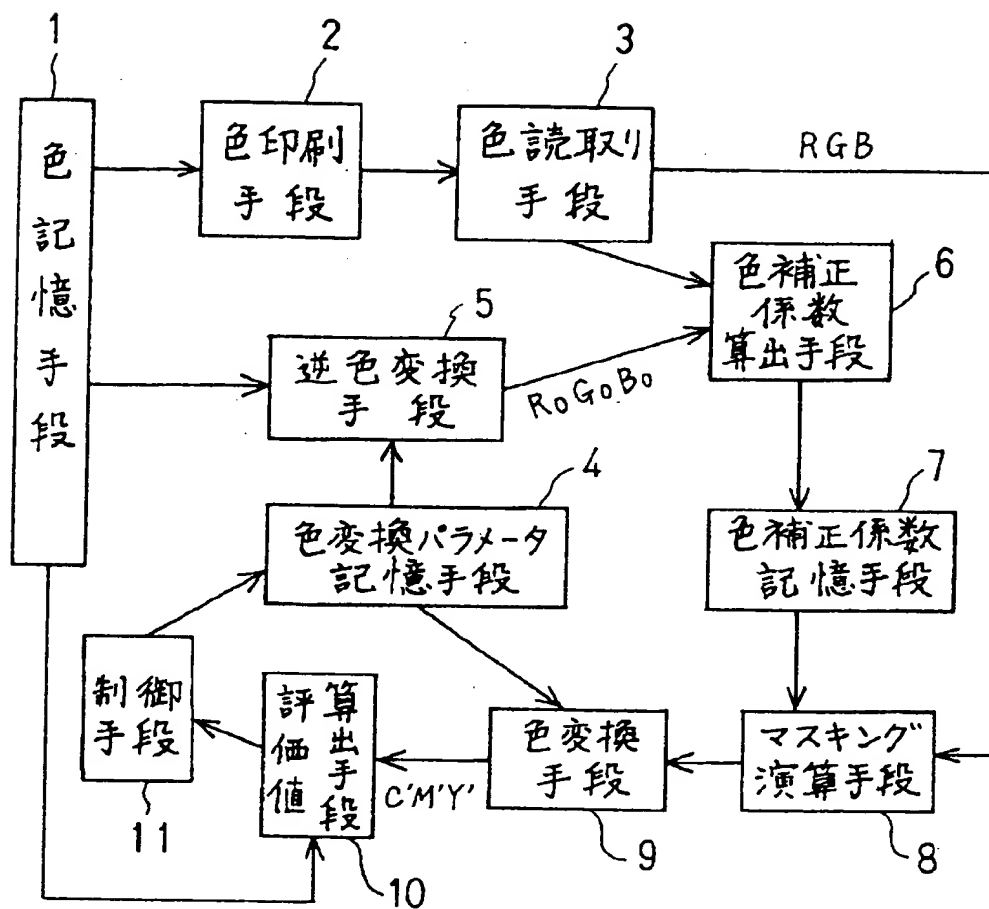 1
色記憶手段
2
色印刷
手段
3
色読取り
手段
RGB
色補正
係数
算出手段
6
5
逆色変換
手段
R₀G₀B₀
4
色変換パラメータ
記憶手段
7
色補正係数
記憶手段
制御
手段
11
評価値
算出手段
10
C'M'Y'
色変換
手段
9
マスキング
演算手段
8